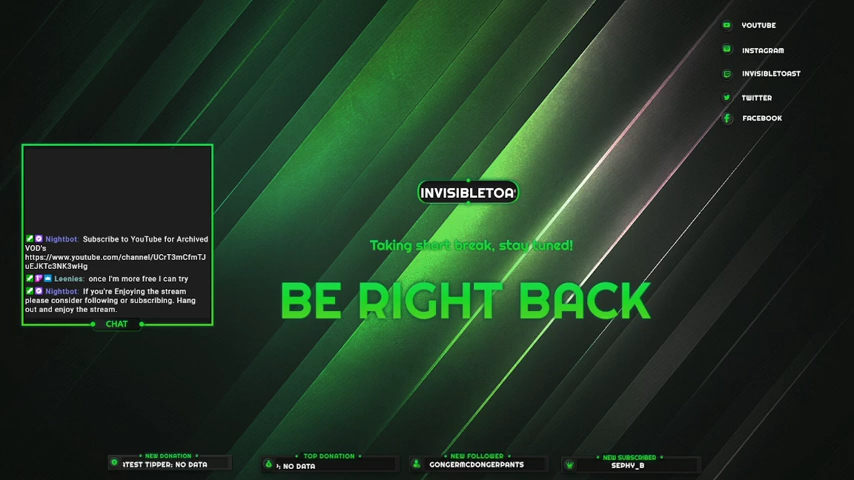 YOUTUBE
INSTAGRAM
INVISIBLETOAST
TWITTER
FACEBOOK
INVISIBLETOA
Taking short break, stay tuned!
BE RIGHT BACK
Nightbot: Subscribe to YouTube for Archived
VOD's
https://www.youtube.com/channel/UCrT3mCfmTJ
uEJKTc3NK3wHg
Leenies: once I'm more free I can try
Nightbot: If you're Enjoying the stream
please consider following or subscribing. Hang
out and enjoy the stream.
CHAT
NEW DONATION
TEST TIPPER: NO DATA
TOP DONATION
: NO DATA
NEW FOLLOWER
GONGERMCDONGERPANTS
NEW SUBSCRIBER
SEPHY_B